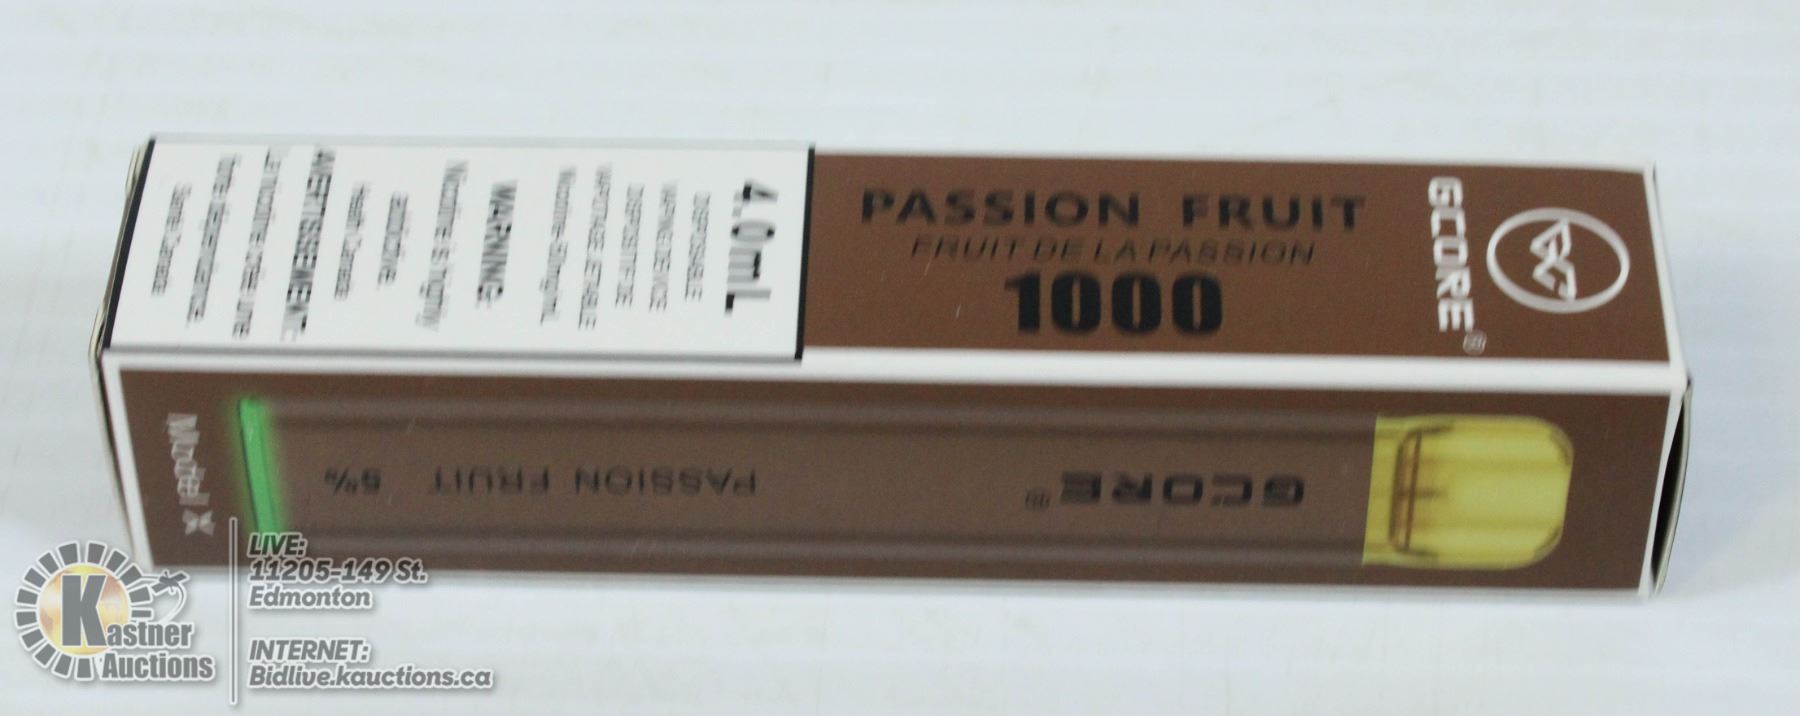 PASSION FRUIT
FRUIT DE LA PASSION
1000
GCORE®
4.0mL
DISPOSABLE
VAPING DEVICE
DISPOSITIF DE
VAPOTAGE JETABLE
Nicotine-50mg/mL
WARNING:
Nicotine is highly
addictive.
Health Canada
AVERTISSEMENT:
La nicotine crée une
forte dépendance.
Santé Canada
Model X
PASSION FRUIT 5%
GCORE®
Kastner
Auctions
LIVE:
11205-149 St.
Edmonton
INTERNET:
Bidlive.kauctions.ca